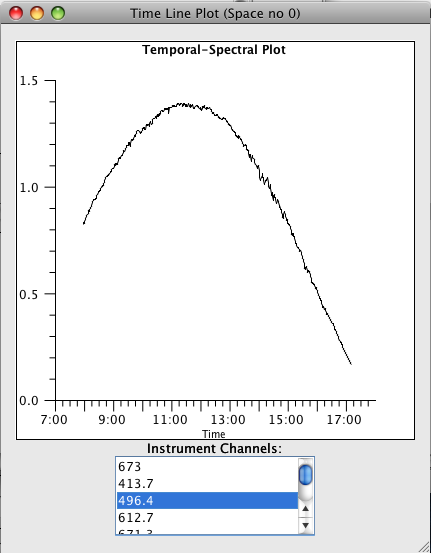 Time Line Plot (Space no 0)
Temporal-Spectral Plot
1.5
1.0
0.5
0.0
7:00 9:00 11:00 13:00 15:00 17:00
Time
Instrument Channels:
673
413.7
496.4
612.7
671.3